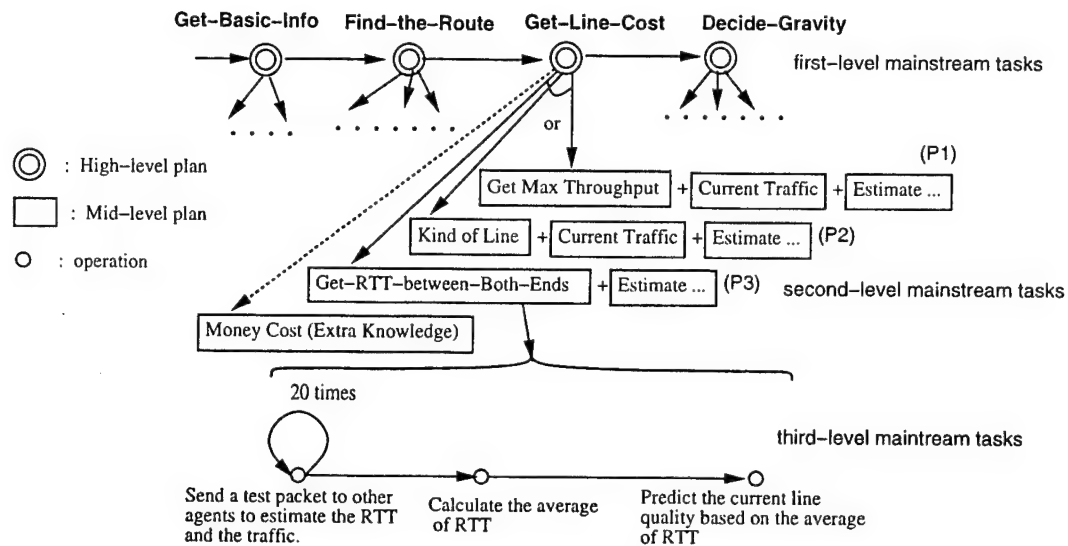 Get–Basic–Info
Find–the–Route
Get–Line–Cost
Decide–Gravity
first–level mainstream tasks
or
: High–level plan
(P1)
Get Max Throughput + Current Traffic + Estimate ...
: Mid–level plan
Kind of Line + Current Traffic + Estimate ... (P2)
: operation
Get–RTT–between–Both–Ends + Estimate ... (P3)
second–level mainstream tasks
Money Cost (Extra Knowledge)
20 times
third–level maintream tasks
Send a test packet to other
agents to estimate the RTT
and the traffic.
Calculate the average
of RTT
Predict the current line
quality based on the average
of RTT